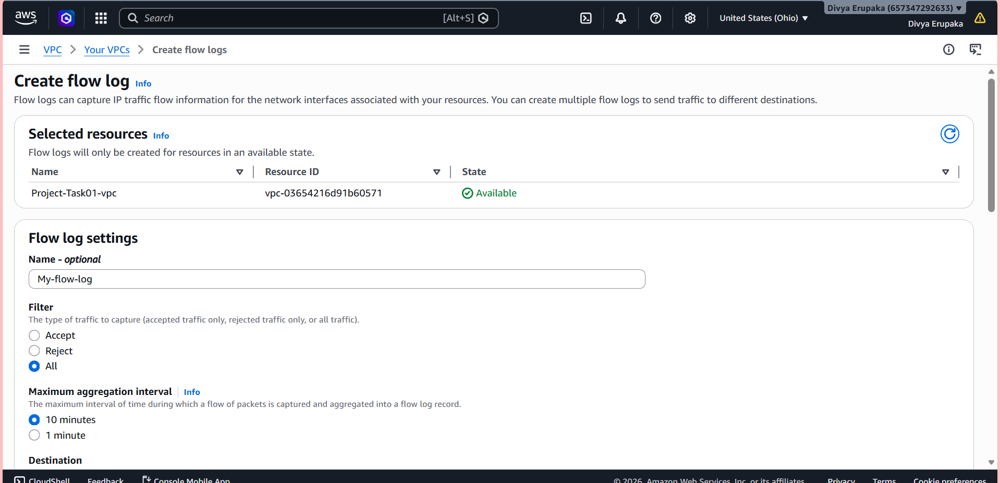 aws
Search [Alt+S]
United States (Ohio)
Divya Erupaka (657347292633)
Divya Erupaka
VPC
Your VPCs
Create flow logs
Create flow log Info
Flow logs can capture IP traffic flow information for the network interfaces associated with your resources. You can create multiple flow logs to send traffic to different destinations.
Selected resources Info
Flow logs will only be created for resources in an available state.
Name Resource ID State
Project-Task01-vpc vpc-03654216d91b60571 Available
Flow log settings
Name - optional
My-flow-log
Filter
The type of traffic to capture (accepted traffic only, rejected traffic only, or all traffic).
Accept
Reject
All
Maximum aggregation interval Info
The maximum interval of time during which a flow of packets is captured and aggregated into a flow log record.
10 minutes
1 minute
Destination
CloudShell Feedback Console Mobile App © 2026, Amazon Web Services, Inc. or its affiliates. Privacy Terms Cookie preferences